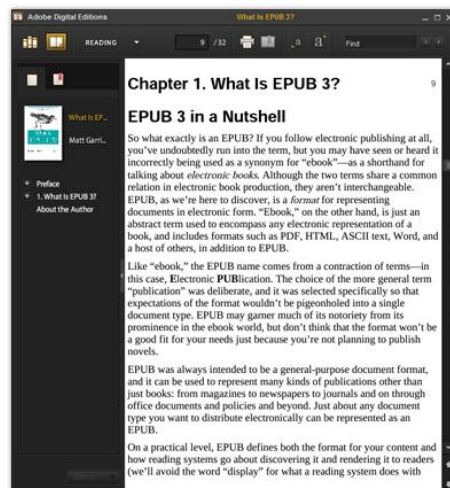 Adobe Digital Editions
What Is EPUB 3?
READING
9 /32
a a
Find
What Is EP...
Matt Garri...
Preface
1. What Is EPUB 3?
About the Author
Chapter 1. What Is EPUB 3?
9
EPUB 3 in a Nutshell
So what exactly is an EPUB? If you follow electronic publishing at all,
you've undoubtedly run into the term, but you may have seen or heard it
incorrectly being used as a synonym for “ebook”—as a shorthand for
talking about electronic books. Although the two terms share a common
relation in electronic book production, they aren't interchangeable.
EPUB, as we're here to discover, is a format for representing
documents in electronic form. “Ebook,” on the other hand, is just an
abstract term used to encompass any electronic representation of a
book, and includes formats such as PDF, HTML, ASCII text, Word, and
a host of others, in addition to EPUB.
Like “ebook,” the EPUB name comes from a contraction of terms—in
this case, Electronic PUBlication. The choice of the more general term
“publication” was deliberate, and it was selected specifically so that
expectations of the format wouldn't be pigeonholed into a single
document type. EPUB may garner much of its notoriety from its
prominence in the ebook world, but don't think that the format won't be
a good fit for your needs just because you're not planning to publish
novels.
EPUB was always intended to be a general-purpose document format,
and it can be used to represent many kinds of publications other than
just books: from magazines to newspapers to journals and on through
office documents and policies and beyond. Just about any document
type you want to distribute electronically can be represented as an
EPUB.
On a practical level, EPUB defines both the format for your content and
how reading systems go about discovering it and rendering it to readers
(we'll avoid the word “display” for what a reading system does with